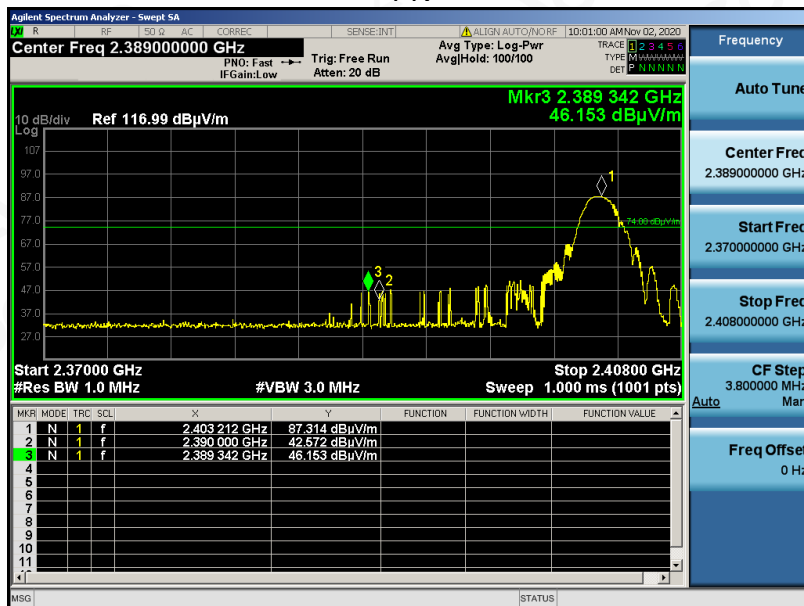 Agilent Spectrum Analyzer - Swept SA
LXI R RF 50 Ω AC CORREC SENSE:INT ALIGN AUTO/NO RF 10:01:00 AM Nov 02, 2020
Center Freq 2.389000000 GHz
PNO: Fast
IFGain:Low
Trig: Free Run
Atten: 20 dB
Avg Type: Log-Pwr
Avg|Hold: 100/100
TRACE 1 2 3 4 5 6
TYPE M
DET P N N N N N
Mkr3 2.389 342 GHz
46.153 dBµV/m
10 dB/div Ref 116.99 dBµV/m
Log
107
97.0
87.0
77.0
67.0
57.0
47.0
37.0
27.0
1
74.00 dBµV/m
3
2
Start 2.37000 GHz Stop 2.40800 GHz
#Res BW 1.0 MHz #VBW 3.0 MHz Sweep 1.000 ms (1001 pts)
MKR MODE TRC SCL X Y FUNCTION FUNCTION WIDTH FUNCTION VALUE
1 N 1 f 2.403 212 GHz 87.314 dBµV/m
2 N 1 f 2.390 000 GHz 42.572 dBµV/m
3 N 1 f 2.389 342 GHz 46.153 dBµV/m
4
5
6
7
8
9
10
11
MSG STATUS
Frequency
Auto Tune
Center Freq
2.389000000 GHz
Start Freq
2.370000000 GHz
Stop Freq
2.408000000 GHz
CF Step
3.800000 MHz
Auto Man
Freq Offset
0 Hz